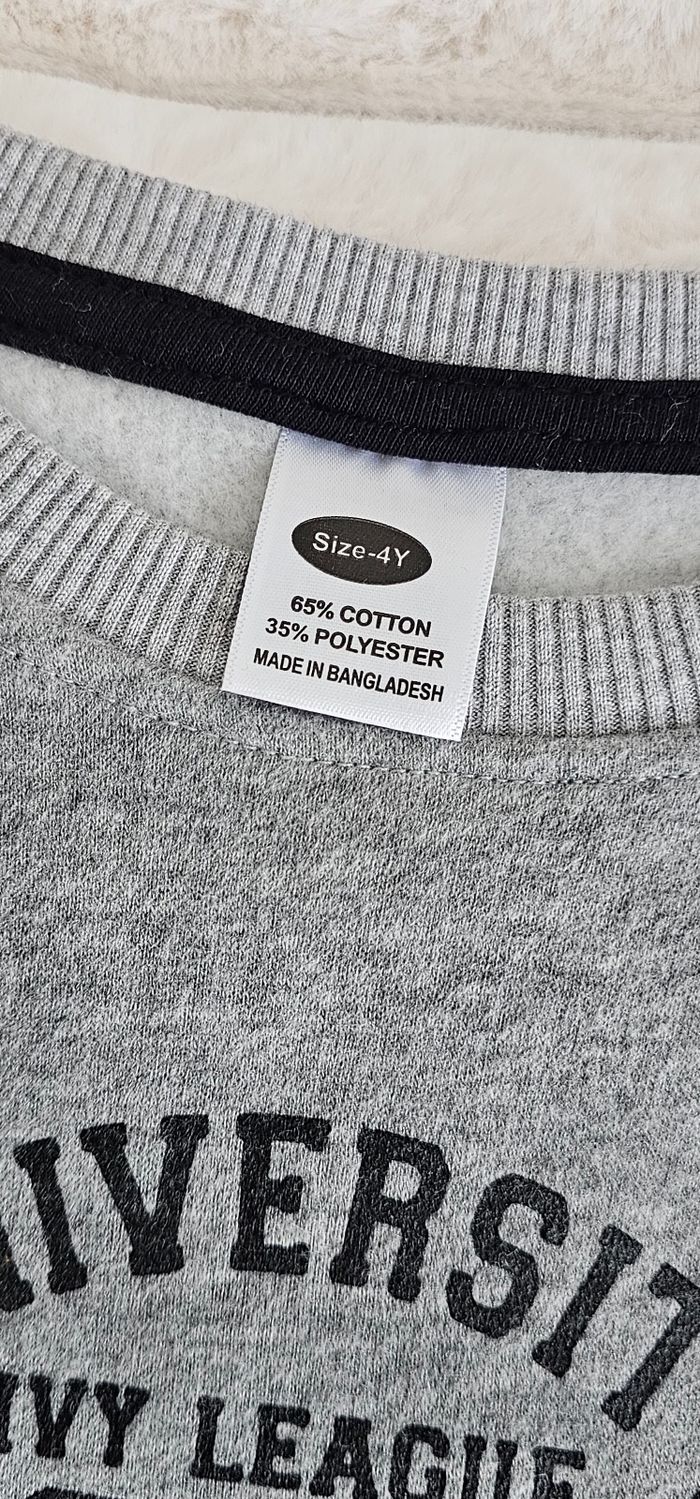 Size-4Y
65% COTTON
35% POLYESTER
MADE IN BANGLADESH
IVERSIT
IVY LEAGUE